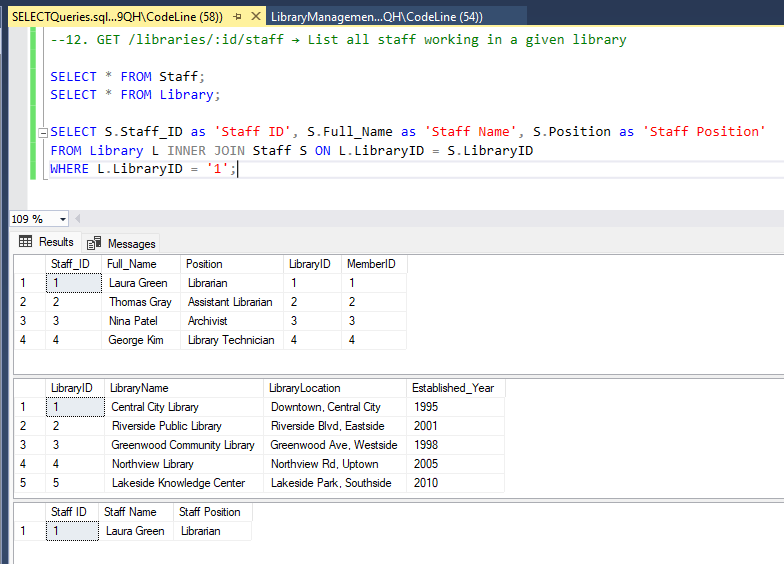 SELECTQueries.sql...9QH\CodeLine (58)) LibraryManagemen...QH\CodeLine (54))
--12. GET /libraries/:id/staff → List all staff working in a given library
SELECT * FROM Staff;
SELECT * FROM Library;
SELECT S.Staff_ID as 'Staff ID', S.Full_Name as 'Staff Name', S.Position as 'Staff Position'
FROM Library L INNER JOIN Staff S ON L.LibraryID = S.LibraryID
WHERE L.LibraryID = '1';
109 %
Results Messages
Staff_ID Full_Name Position LibraryID MemberID
1 1 Laura Green Librarian 1 1
2 2 Thomas Gray Assistant Librarian 2 2
3 3 Nina Patel Archivist 3 3
4 4 George Kim Library Technician 4 4
LibraryID LibraryName LibraryLocation Established_Year
1 1 Central City Library Downtown, Central City 1995
2 2 Riverside Public Library Riverside Blvd, Eastside 2001
3 3 Greenwood Community Library Greenwood Ave, Westside 1998
4 4 Northview Library Northview Rd, Uptown 2005
5 5 Lakeside Knowledge Center Lakeside Park, Southside 2010
Staff ID Staff Name Staff Position
1 1 Laura Green Librarian